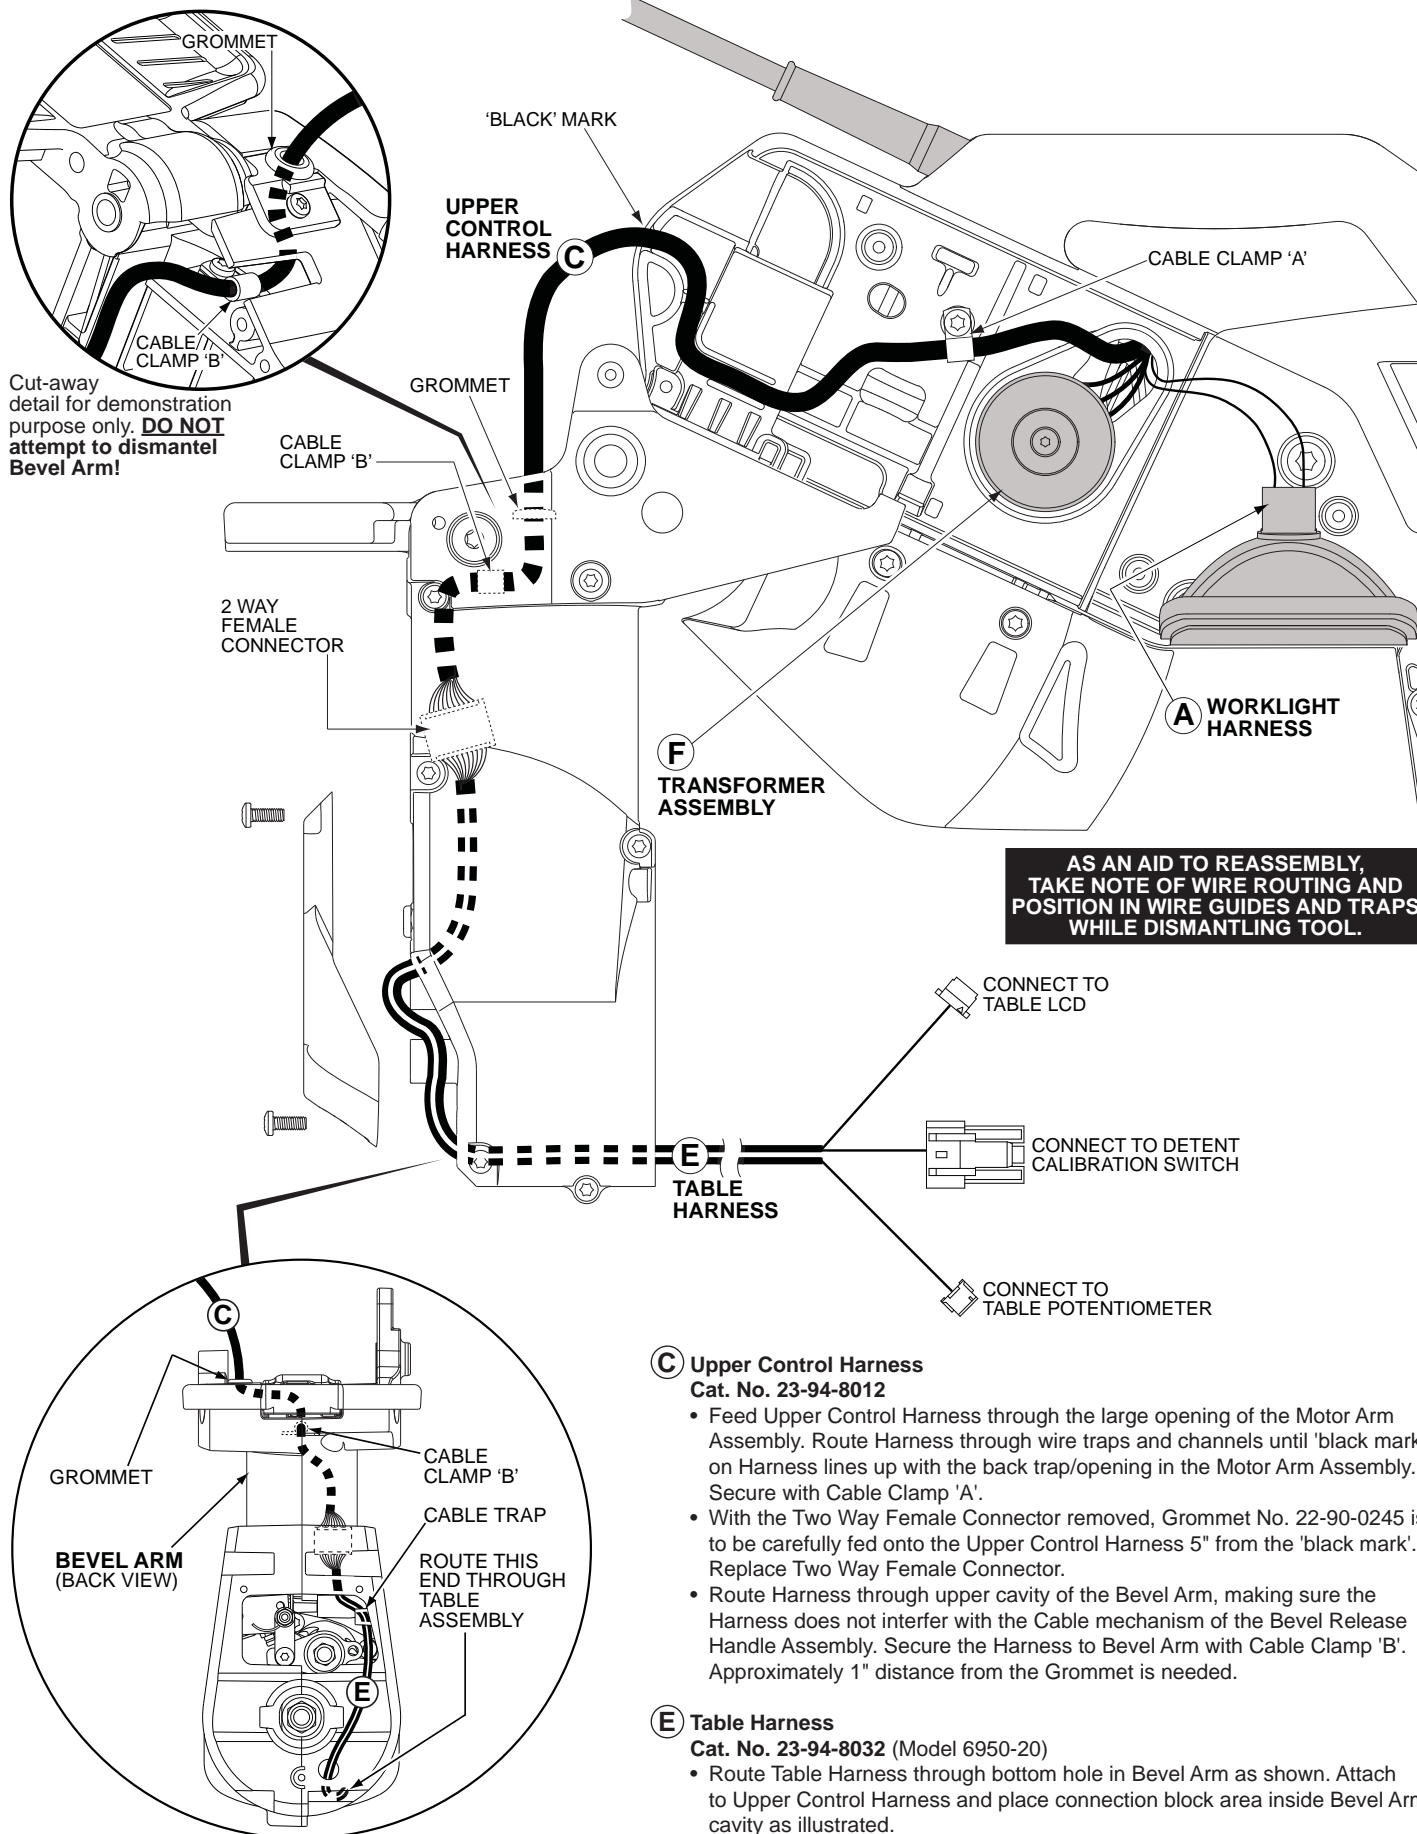 GROMMET
'BLACK' MARK
UPPER
CONTROL
HARNESS
C
CABLE CLAMP 'A'
CABLE
CLAMP 'B'
Cut-away
detail for demonstration
purpose only. DO NOT
attempt to dismantel
Bevel Arm!
GROMMET
CABLE
CLAMP 'B'
2 WAY
FEMALE
CONNECTOR
A
WORKLIGHT
HARNESS
F
TRANSFORMER
ASSEMBLY
AS AN AID TO REASSEMBLY,
TAKE NOTE OF WIRE ROUTING AND
POSITION IN WIRE GUIDES AND TRAPS
WHILE DISMANTLING TOOL.
CONNECT TO
TABLE LCD
CONNECT TO DETENT
CALIBRATION SWITCH
E
TABLE
HARNESS
CONNECT TO
TABLE POTENTIOMETER
C
GROMMET
CABLE
CLAMP 'B'
CABLE TRAP
BEVEL ARM
(BACK VIEW)
ROUTE THIS
END THROUGH
TABLE
ASSEMBLY
E
C Upper Control Harness
Cat. No. 23-94-8012
• Feed Upper Control Harness through the large opening of the Motor Arm
Assembly. Route Harness through wire traps and channels until 'black mark
on Harness lines up with the back trap/opening in the Motor Arm Assembly.
Secure with Cable Clamp 'A'.
• With the Two Way Female Connector removed, Grommet No. 22-90-0245 is
to be carefully fed onto the Upper Control Harness 5" from the 'black mark'.
Replace Two Way Female Connector.
• Route Harness through upper cavity of the Bevel Arm, making sure the
Harness does not interfer with the Cable mechanism of the Bevel Release
Handle Assembly. Secure the Harness to Bevel Arm with Cable Clamp 'B'.
Approximately 1" distance from the Grommet is needed.
E Table Harness
Cat. No. 23-94-8032 (Model 6950-20)
• Route Table Harness through bottom hole in Bevel Arm as shown. Attach
to Upper Control Harness and place connection block area inside Bevel Arm
cavity as illustrated.